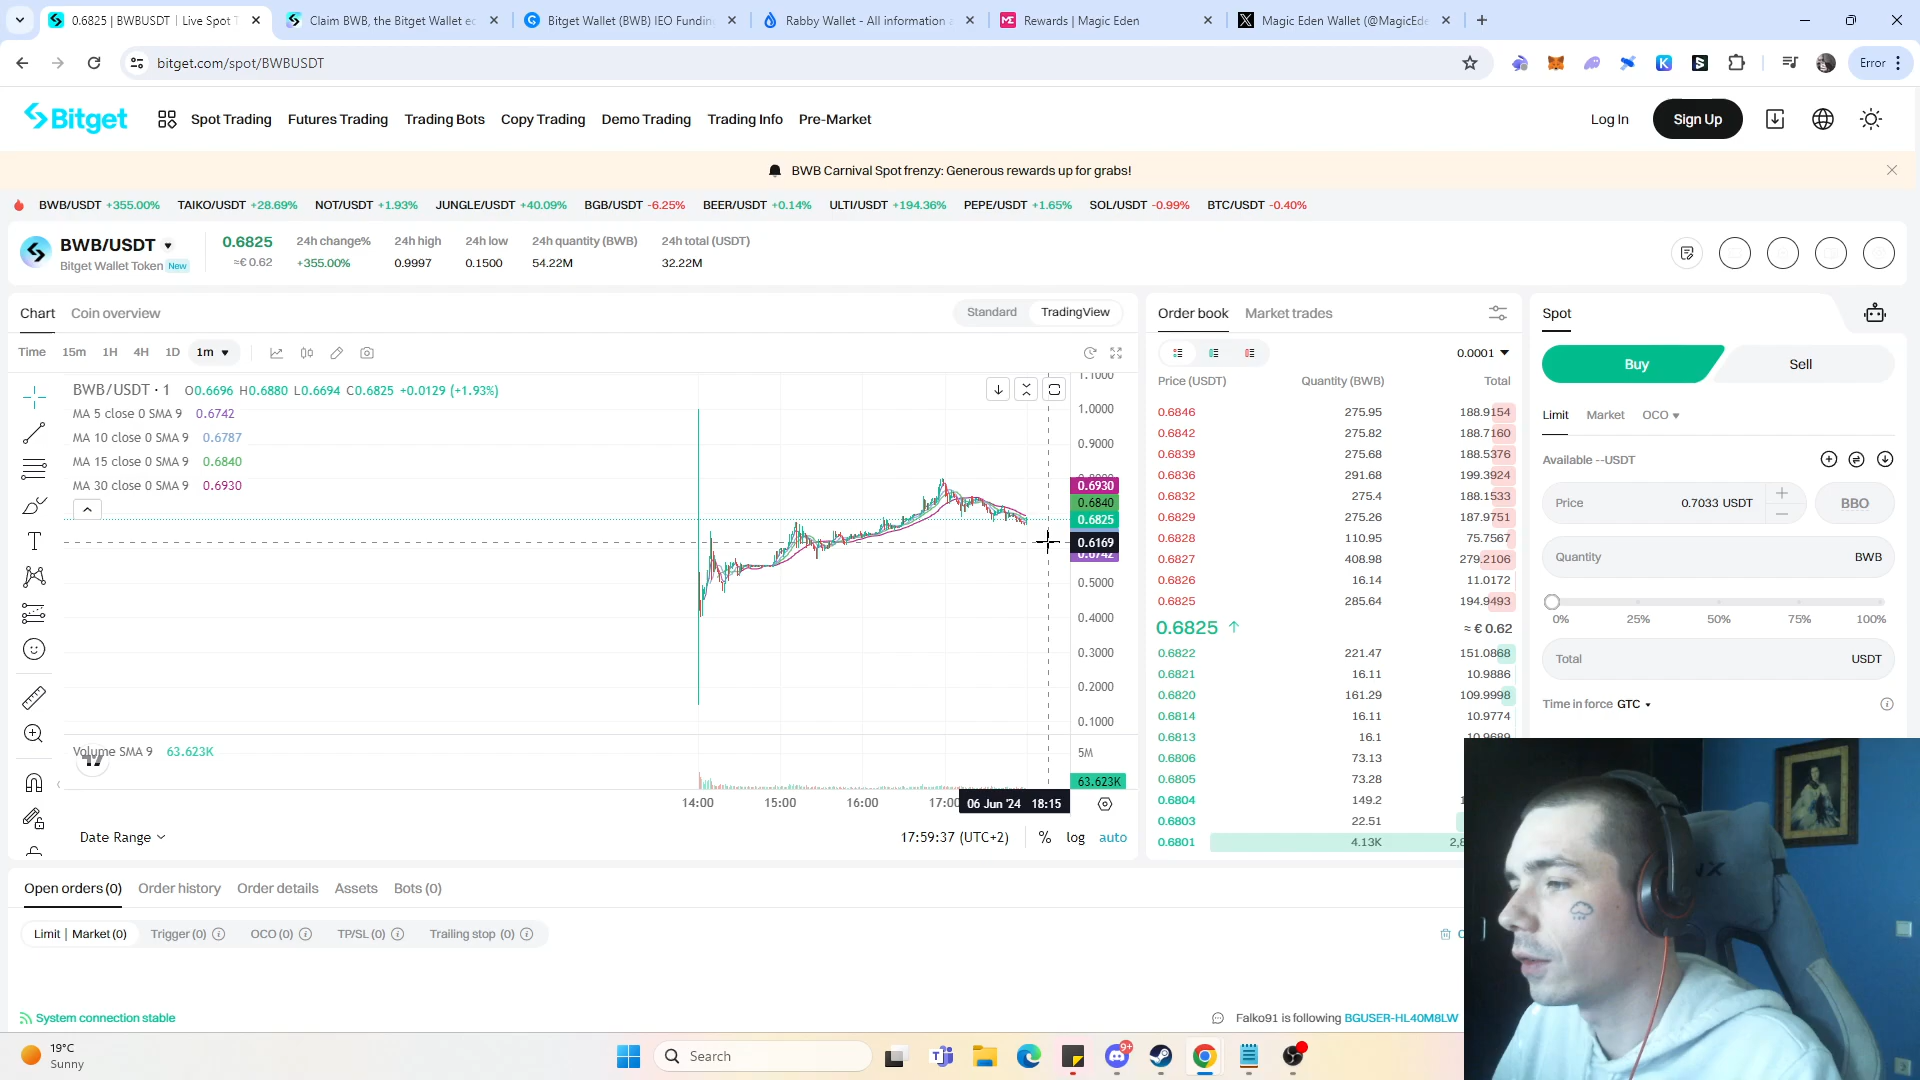 0.6825 | BWBUSDT | Live Spot T
Claim BWB, the Bitget Wallet ec
Bitget Wallet (BWB) IEO Funding
Rabby Wallet - All information a
Rewards | Magic Eden
Magic Eden Wallet (@MagicEde
bitget.com/spot/BWBUSDT
Error
Bitget
Spot Trading
Futures Trading
Trading Bots
Copy Trading
Demo Trading
Trading Info
Pre-Market
Log In
Sign Up
BWB Carnival Spot frenzy: Generous rewards up for grabs!
BWB/USDT +355.00% TAIKO/USDT +28.69% NOT/USDT +1.93% JUNGLE/USDT +40.09% BGB/USDT -6.25% BEER/USDT +0.14% ULTI/USDT +194.36% PEPE/USDT +1.65% SOL/USDT -0.99% BTC/USDT -0.40%
BWB/USDT
Bitget Wallet Token New
0.6825
≈€ 0.62
24h change%
+355.00%
24h high
0.9997
24h low
0.1500
24h quantity (BWB)
54.22M
24h total (USDT)
32.22M
Chart
Coin overview
Standard
TradingView
Time 15m 1H 4H 1D 1m
BWB/USDT · 1 O0.6696 H0.6880 L0.6694 C0.6825 +0.0129 (+1.93%)
MA 5 close 0 SMA 9 0.6742
MA 10 close 0 SMA 9 0.6787
MA 15 close 0 SMA 9 0.6840
MA 30 close 0 SMA 9 0.6930
1.1000
1.0000
0.9000
0.6930
0.6840
0.6825
0.6169
0.6742
0.5000
0.4000
0.3000
0.2000
0.1000
Volume SMA 9 63.623K
5M
63.623K
14:00 15:00 16:00 17:00 06 Jun '24 18:15
Date Range
17:59:37 (UTC+2)
% log auto
Order book
Market trades
0.0001
Price (USDT) Quantity (BWB) Total
0.6846 275.95 188.9154
0.6842 275.82 188.7160
0.6839 275.68 188.5376
0.6836 291.68 199.3924
0.6832 275.4 188.1533
0.6829 275.26 187.9751
0.6828 110.95 75.7567
0.6827 408.98 279.2106
0.6826 16.14 11.0172
0.6825 285.64 194.9493
0.6825 ↑ ≈ € 0.62
0.6822 221.47 151.0868
0.6821 16.11 10.9886
0.6820 161.29 109.9998
0.6814 16.11 10.9774
0.6813 16.1 10.9689
0.6806 73.13
0.6805 73.28
0.6804 149.2
0.6803 22.51
0.6801 4.13K
Spot
Buy
Sell
Limit
Market
OCO
Available --USDT
Price 0.7033 USDT
BBO
Quantity BWB
0% 25% 50% 75% 100%
Total USDT
Time in force GTC
Open orders (0)
Order history
Order details
Assets
Bots (0)
Limit | Market (0)
Trigger (0)
OCO (0)
TP/SL (0)
Trailing stop (0)
System connection stable
Falko91 is following BGUSER-HL40M8LW
19°C
Sunny
Search
9+